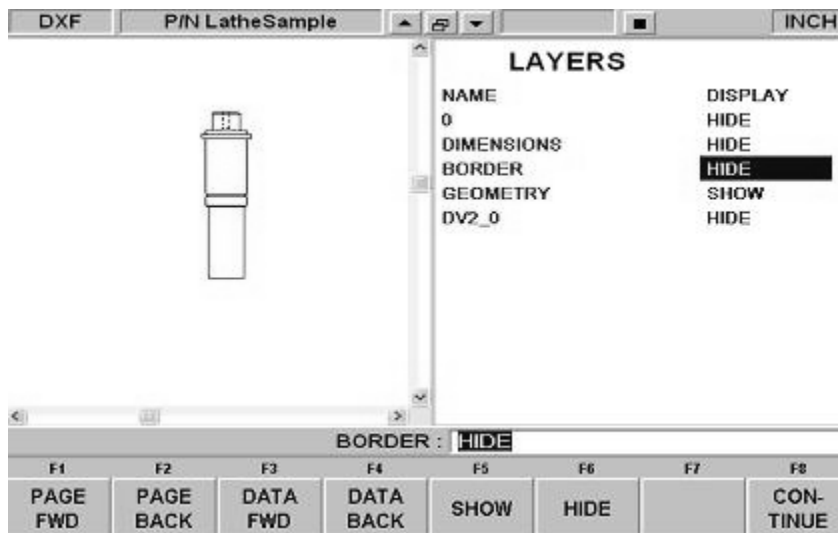 DXF P/N LatheSample INCH
LAYERS
NAME DISPLAY
0 HIDE
DIMENSIONS HIDE
BORDER HIDE
GEOMETRY SHOW
DV2_0 HIDE
BORDER : HIDE
F1 F2 F3 F4 F5 F6 F7 F8
PAGE FWD PAGE BACK DATA FWD DATA BACK SHOW HIDE CON-TINUE